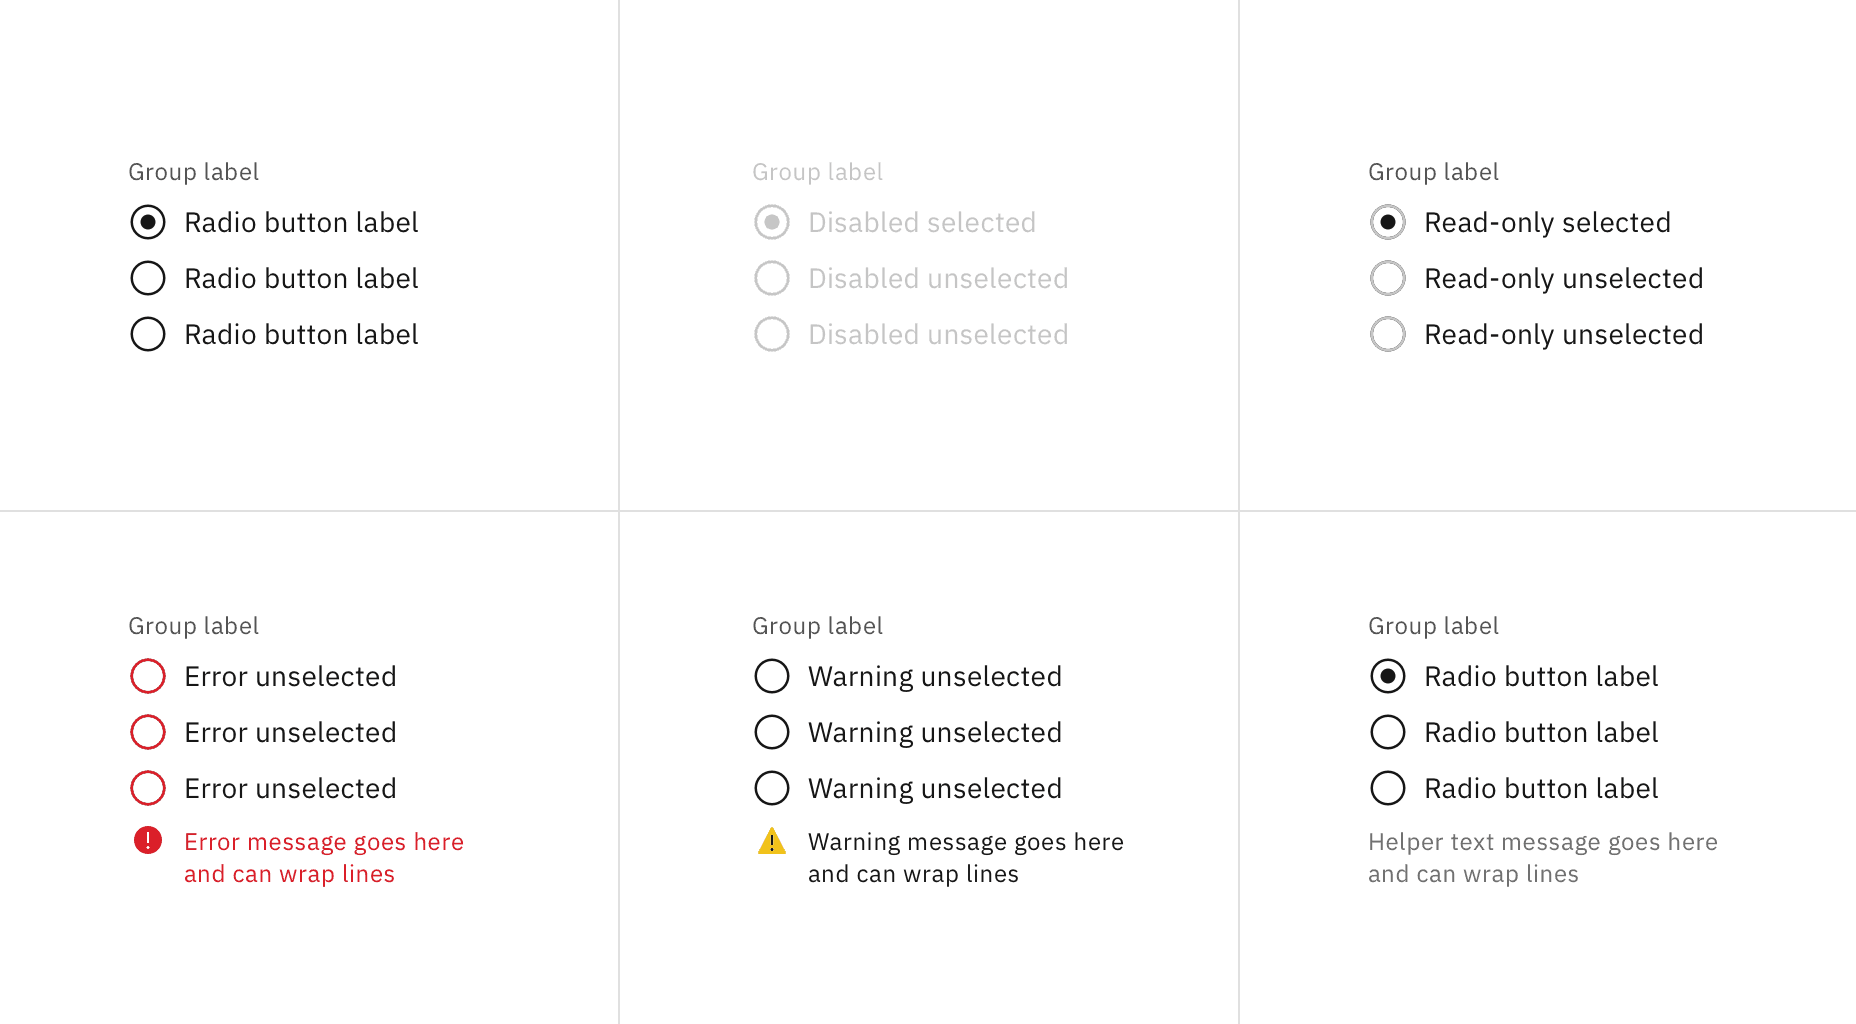 Group label
Radio button label
Radio button label
Radio button label
Group label
Disabled selected
Disabled unselected
Disabled unselected
Group label
Read-only selected
Read-only unselected
Read-only unselected
Group label
Error unselected
Error unselected
Error unselected
Error message goes here
and can wrap lines
Group label
Warning unselected
Warning unselected
Warning unselected
Warning message goes here
and can wrap lines
Group label
Radio button label
Radio button label
Radio button label
Helper text message goes here
and can wrap lines